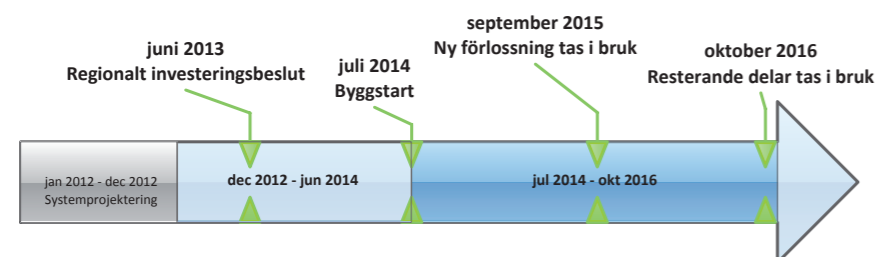 september 2015
Ny förlossning tas i bruk
juni 2013
Regionalt investeringsbeslut
juli 2014
Byggstart
oktober 2016
Resterande delar tas i bruk
jan 2012 - dec 2012
Systemprojektering
dec 2012 - jun 2014
jul 2014 - okt 2016